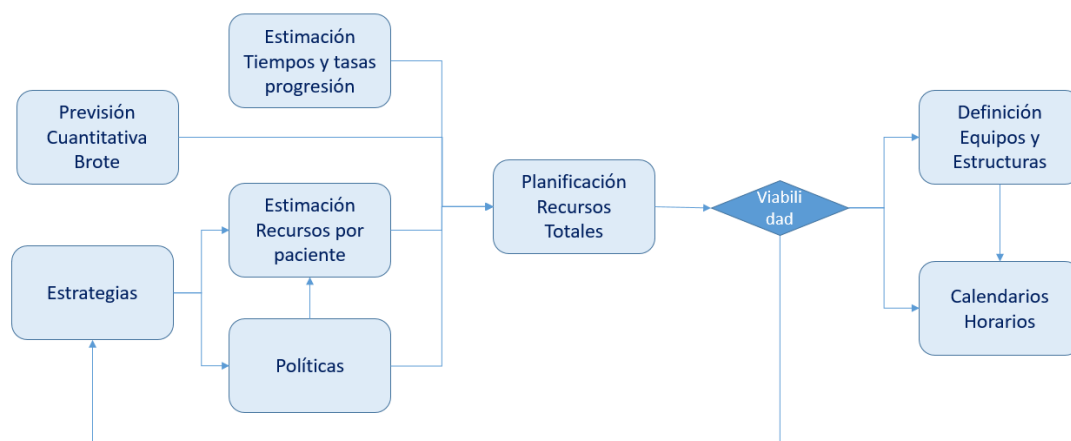 Estimación
Tiempos y tasas
progresión
Previsión
Cuantitativa
Brote
Estimación
Recursos por
paciente
Estrategias
Políticas
Planificación
Recursos
Totales
Viabili
dad
Definición
Equipos y
Estructuras
Calendarios
Horarios